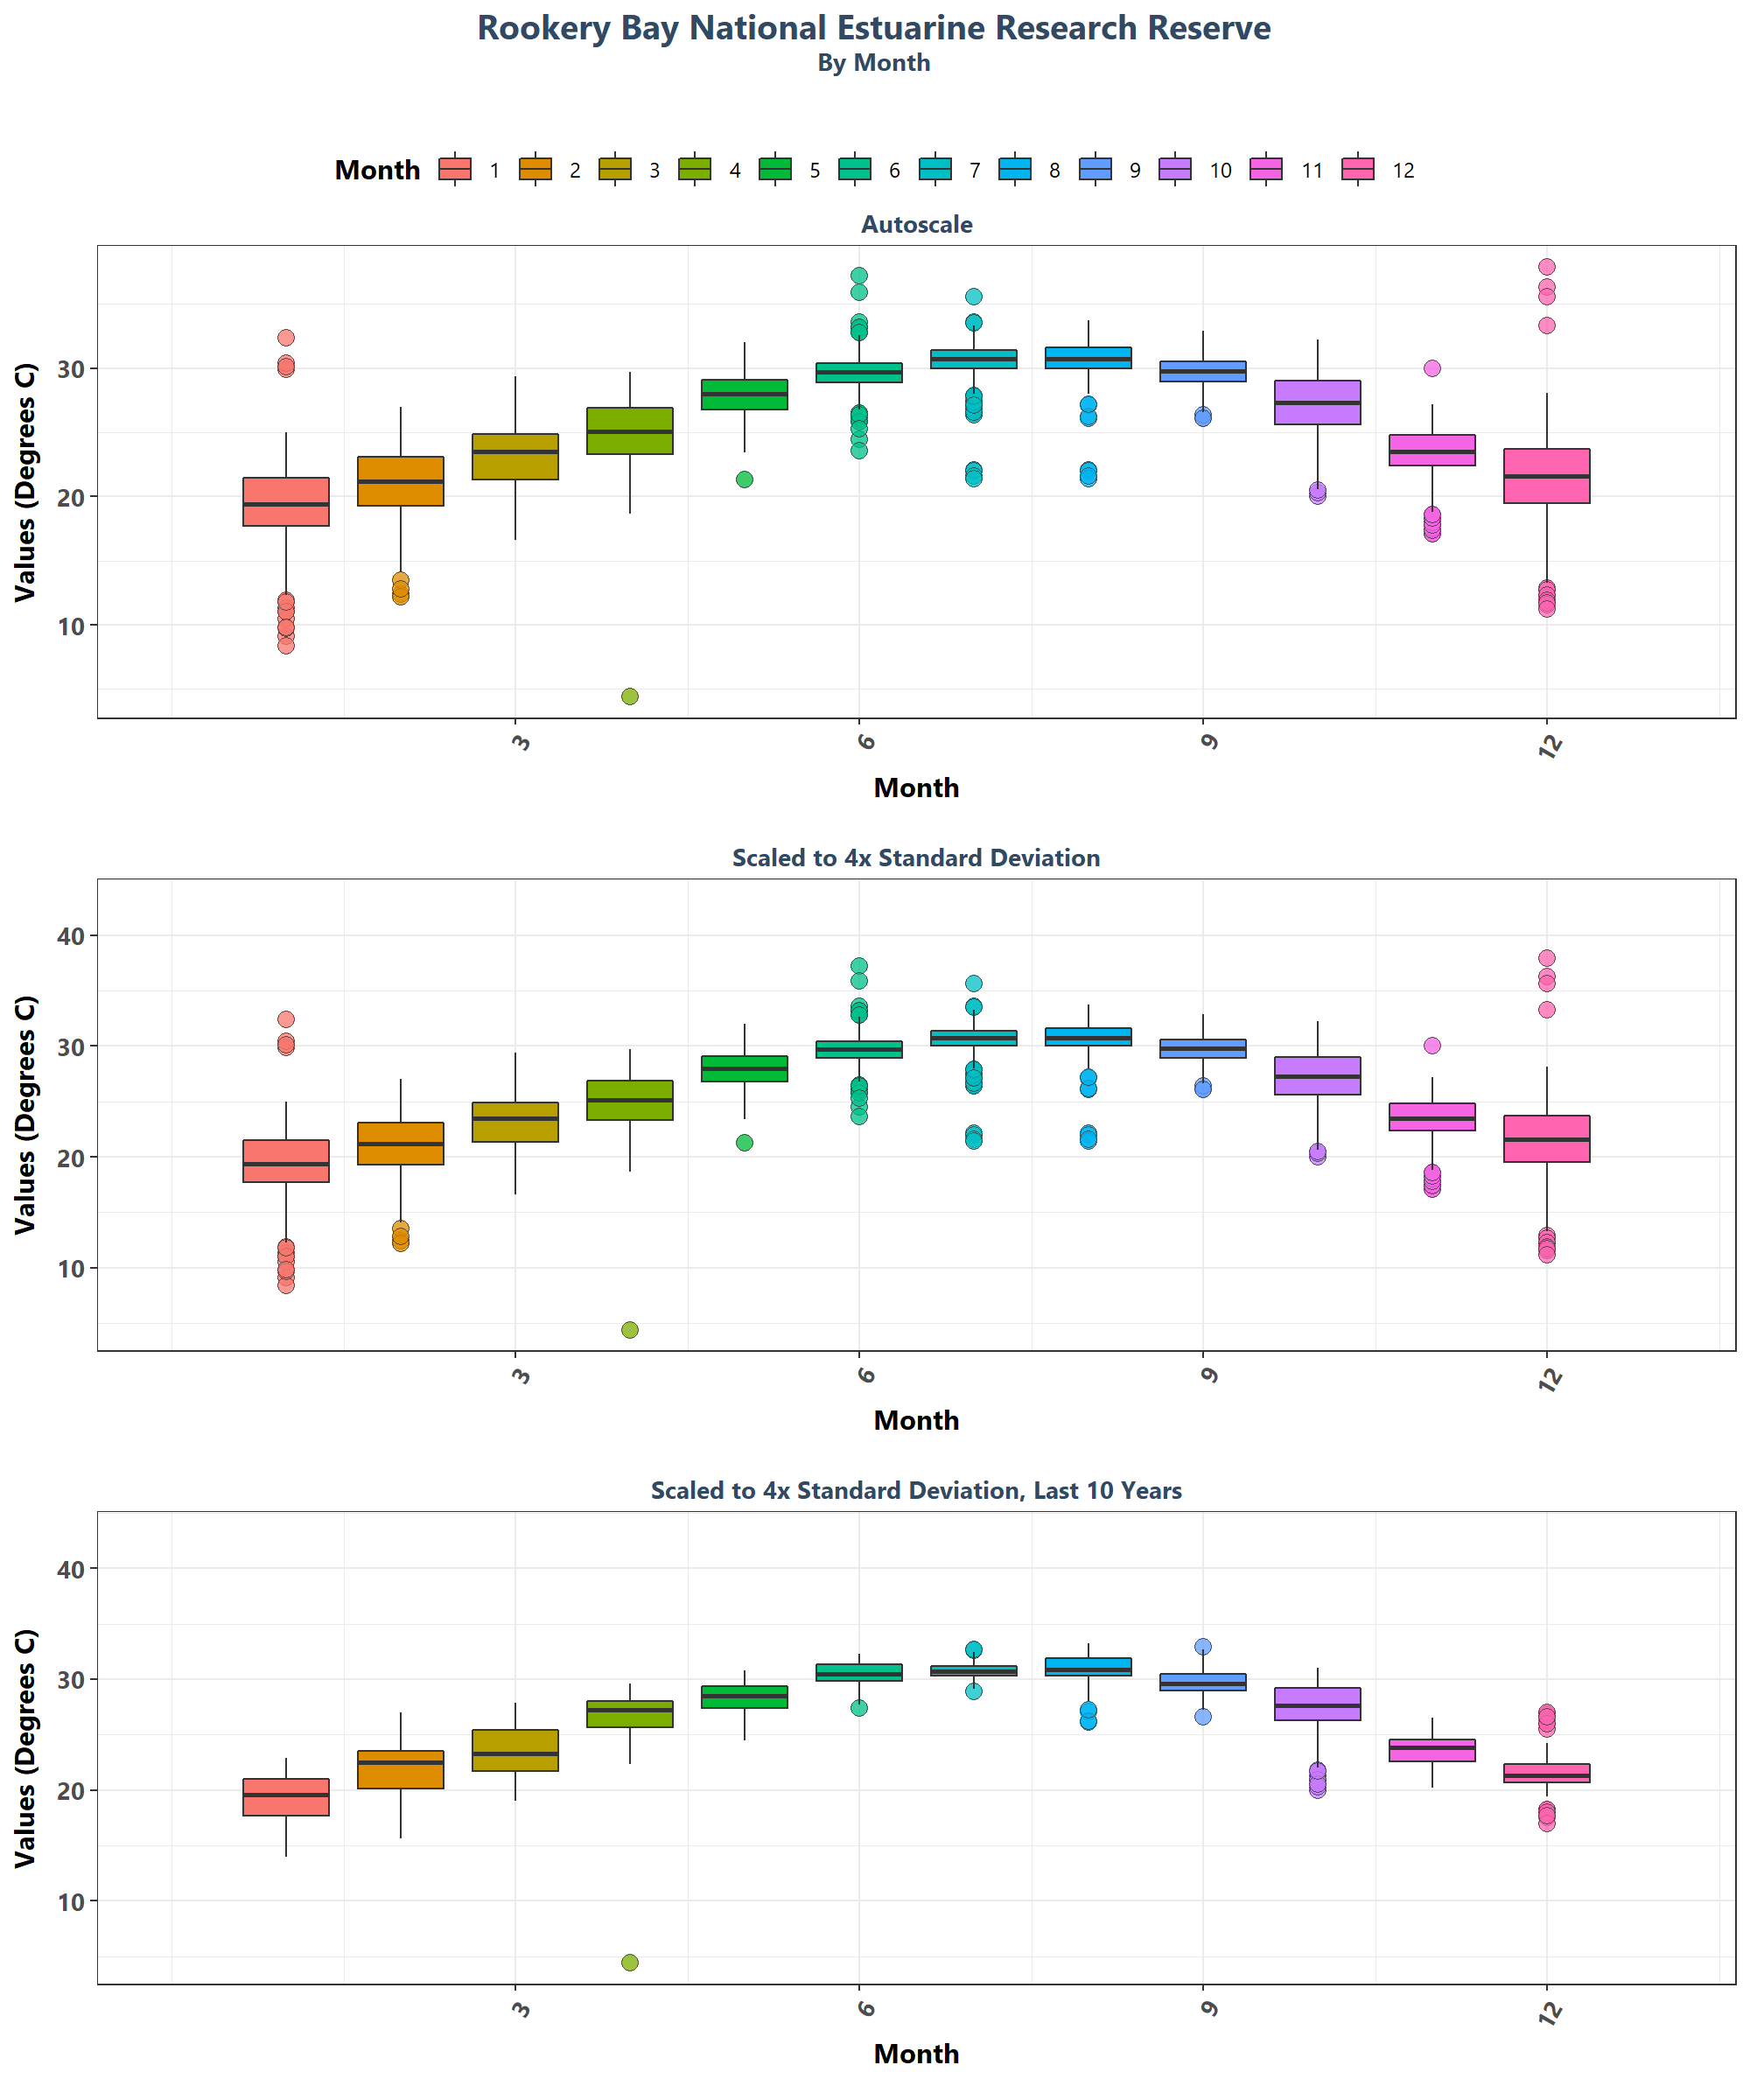 Rookery Bay National Estuarine Research Reserve
By Month
Month 1 2 3 4 5 6 7 8 9 10 11 12
Autoscale
Values (Degrees C)
30
20
10
3 6 9 12
Month
Scaled to 4x Standard Deviation
Values (Degrees C)
40
30
20
10
3 6 9 12
Month
Scaled to 4x Standard Deviation, Last 10 Years
Values (Degrees C)
40
30
20
10
3 6 9 12
Month